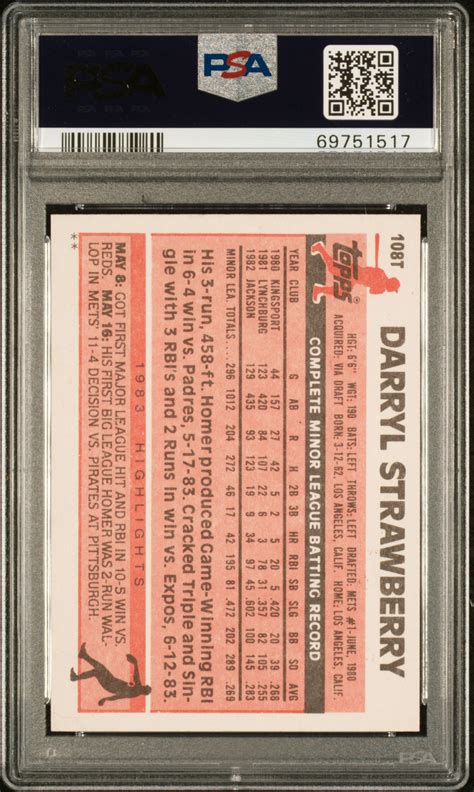 PSA
PSA
69751517
108T
topps
DARRYL STRAWBERRY
HGT: 6'6" WGT: 190 BATS: LEFT THROWS: LEFT DRAFTED: METS #1-JUNE, 1980
ACQUIRED: VIA DRAFT BORN: 3-12-62, LOS ANGELES, CALIF. HOME: LOS ANGELES, CALIF.
COMPLETE MINOR LEAGUE BATTING RECORD
YEAR CLUB G AB R H 2B 3B HR RBI SB SLG BB SO AVG
1980 KINGSPORT 44 157 27 42 5 2 5 20 5 .420 20 39 .268
1981 LYNCHBURG 123 420 84 107 22 6 13 78 31 .420 82 105 .255
1982 JACKSON 129 435 93 123 19 9 34 97 45 .602 100 145 .283
MINOR LEA. TOTALS ... 296 1012 204 272 46 17 52 195 81 .472 202 289 .269
His 3-run, 458-ft. Homer produced Game-Winning RBI
in 6-4 win vs. Padres, 5-17-83. Cracked Triple and Sin-
gle with 3 RBI's and 2 Runs in win vs. Expos, 6-12-83.
1983 HIGHLIGHTS
MAY 8: GOT FIRST MAJOR LEAGUE HIT AND RBI IN 10-5 WIN VS.
REDS. MAY 16: HIS FIRST BIG LEAGUE HOMER WAS 2-RUN WAL-
LOP IN METS' 11-4 DECISION VS. PIRATES AT PITTSBURGH.
**
PSA